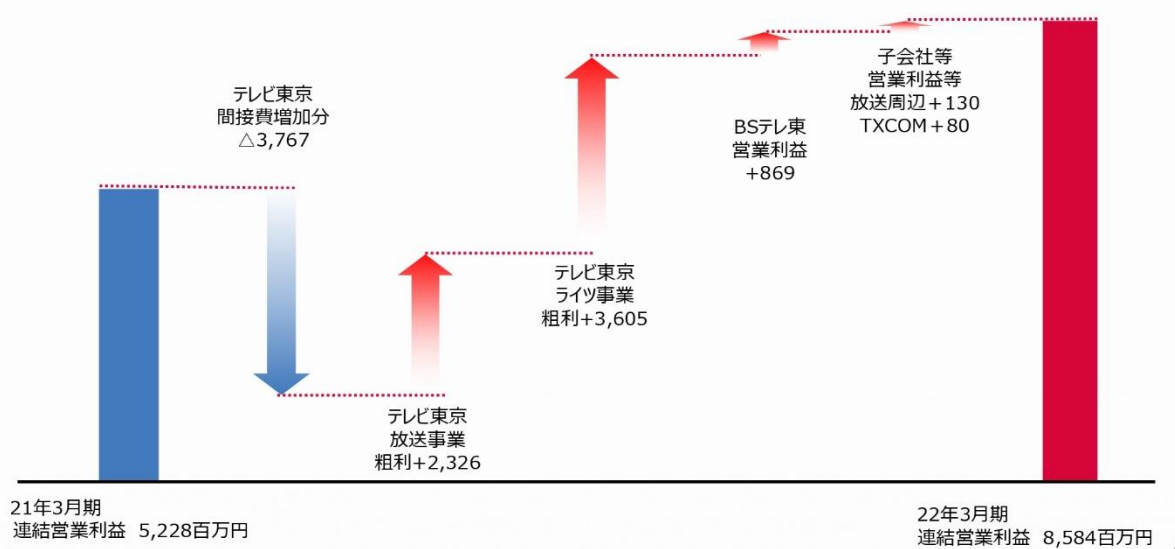 テレビ東京
間接費増加分
△3,767
テレビ東京
放送事業
粗利+2,326
テレビ東京
ライツ事業
粗利+3,605
BSテレ東
営業利益
+869
子会社等
営業利益等
放送周辺+130
TXCOM+80
21年3月期
連結営業利益 5,228百万円
22年3月期
連結営業利益 8,584百万円